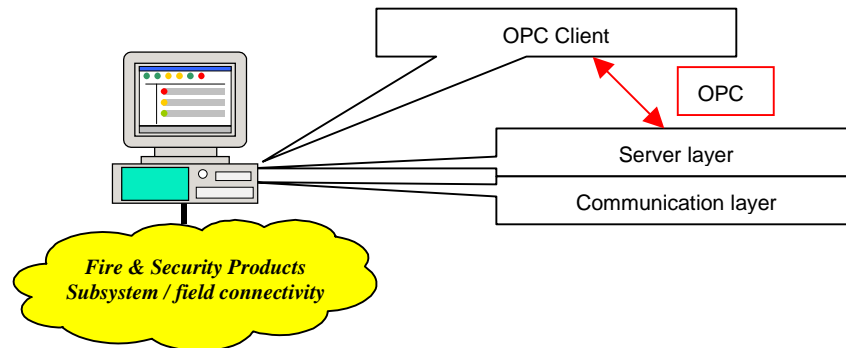 OPC Client
OPC
Server layer
Communication layer
Fire & Security Products
Subsystem / field connectivity